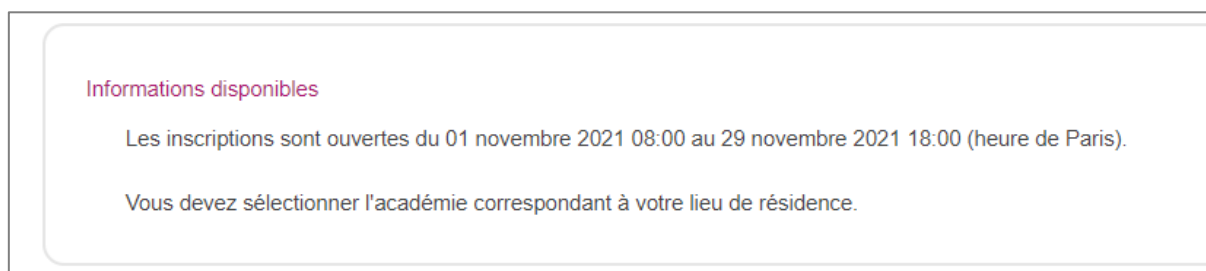 Informations disponibles
Les inscriptions sont ouvertes du 01 novembre 2021 08:00 au 29 novembre 2021 18:00 (heure de Paris).
Vous devez sélectionner l'académie correspondant à votre lieu de résidence.